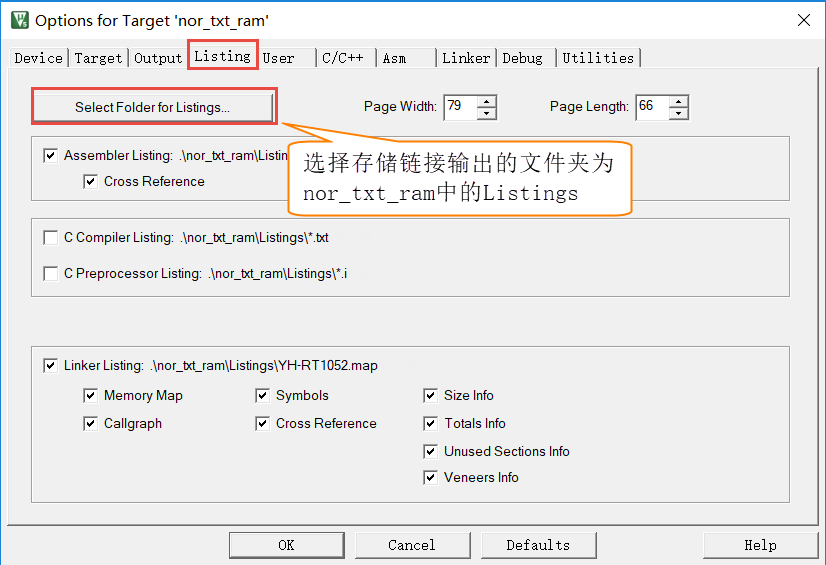 Options for Target 'nor_txt_ram'
Device Target Output Listing User C/C++ Asm Linker Debug Utilities
Select Folder for Listings... Page Width: 79 Page Length: 66
Assembler Listing: .\nor_txt_ram\Listin
Cross Reference
选择存储链接输出的文件夹为
nor_txt_ram中的Listings
C Compiler Listing: .\nor_txt_ram\Listings\*.txt
C Preprocessor Listing: .\nor_txt_ram\Listings\*.i
Linker Listing: .\nor_txt_ram\Listings\YH-RT1052.map
Memory Map Symbols Size Info
Callgraph Cross Reference Totals Info
Unused Sections Info
Veneers Info
OK Cancel Defaults Help